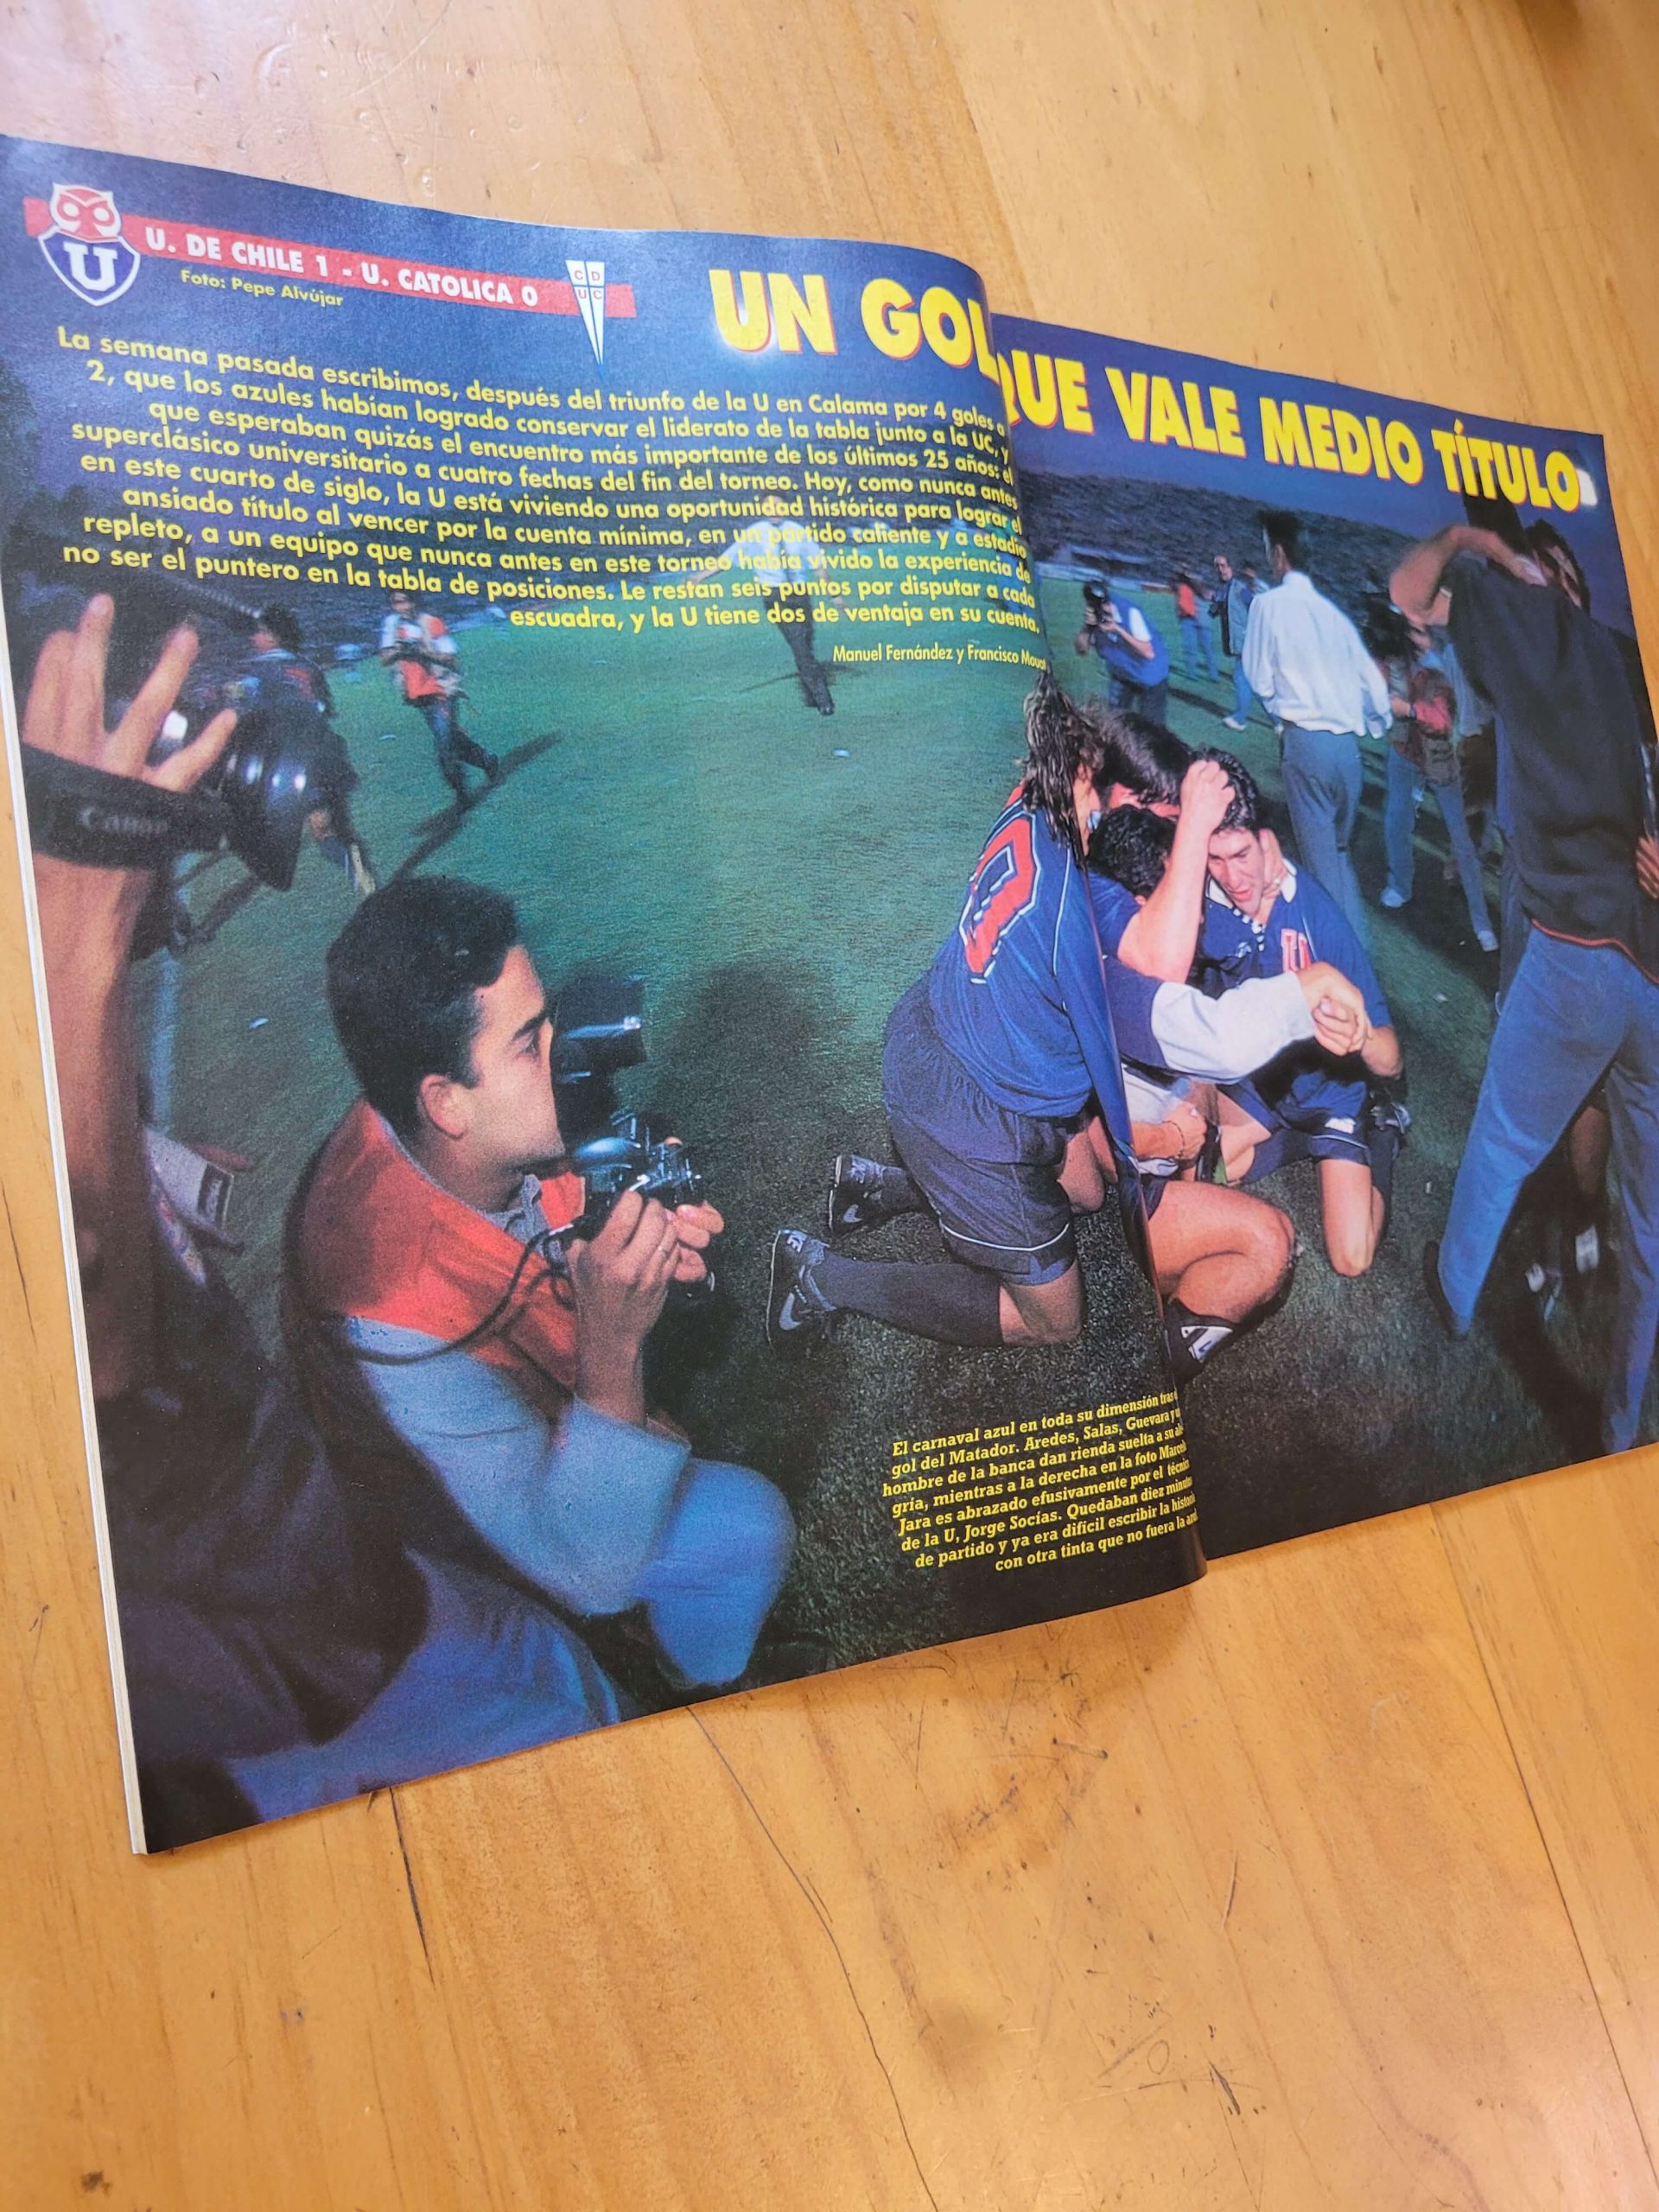 U. DE CHILE 1 - U. CATOLICA 0
Foto: Pepe Alvújar
U
C D
U C
UN GOL QUE VALE MEDIO TÍTULO
La semana pasada escribimos, después del triunfo de la U en Calama por 4 goles a
2, que los azules habían logrado conservar el liderato de la tabla junto a la UC, y
que esperaban quizás el encuentro más importante de los últimos 25 años: el
superclásico universitario a cuatro fechas del fin del torneo. Hoy, como nunca antes
en este cuarto de siglo, la U está viviendo una oportunidad histórica para lograr el
ansiado título al vencer por la cuenta mínima, en un partido caliente y a estadio
repleto, a un equipo que nunca antes en este torneo había vivido la experiencia de
no ser el puntero en la tabla de posiciones. Le restan seis puntos por disputar a cada
escuadra, y la U tiene dos de ventaja en su cuenta.
Manuel Fernández y Francisco Mouat
Canon
U
El carnaval azul en toda su dimensión tras
gol del Matador. Aredes, Salas, Guevara y
hombre de la banca dan rienda suelta a su
gría, mientras a la derecha en la foto
Jara es abrazado efusivamente por el técnico
de la U, Jorge Socías. Quedaban diez minutos
de partido y ya era difícil escribir la historia
con otra tinta que no fuera la